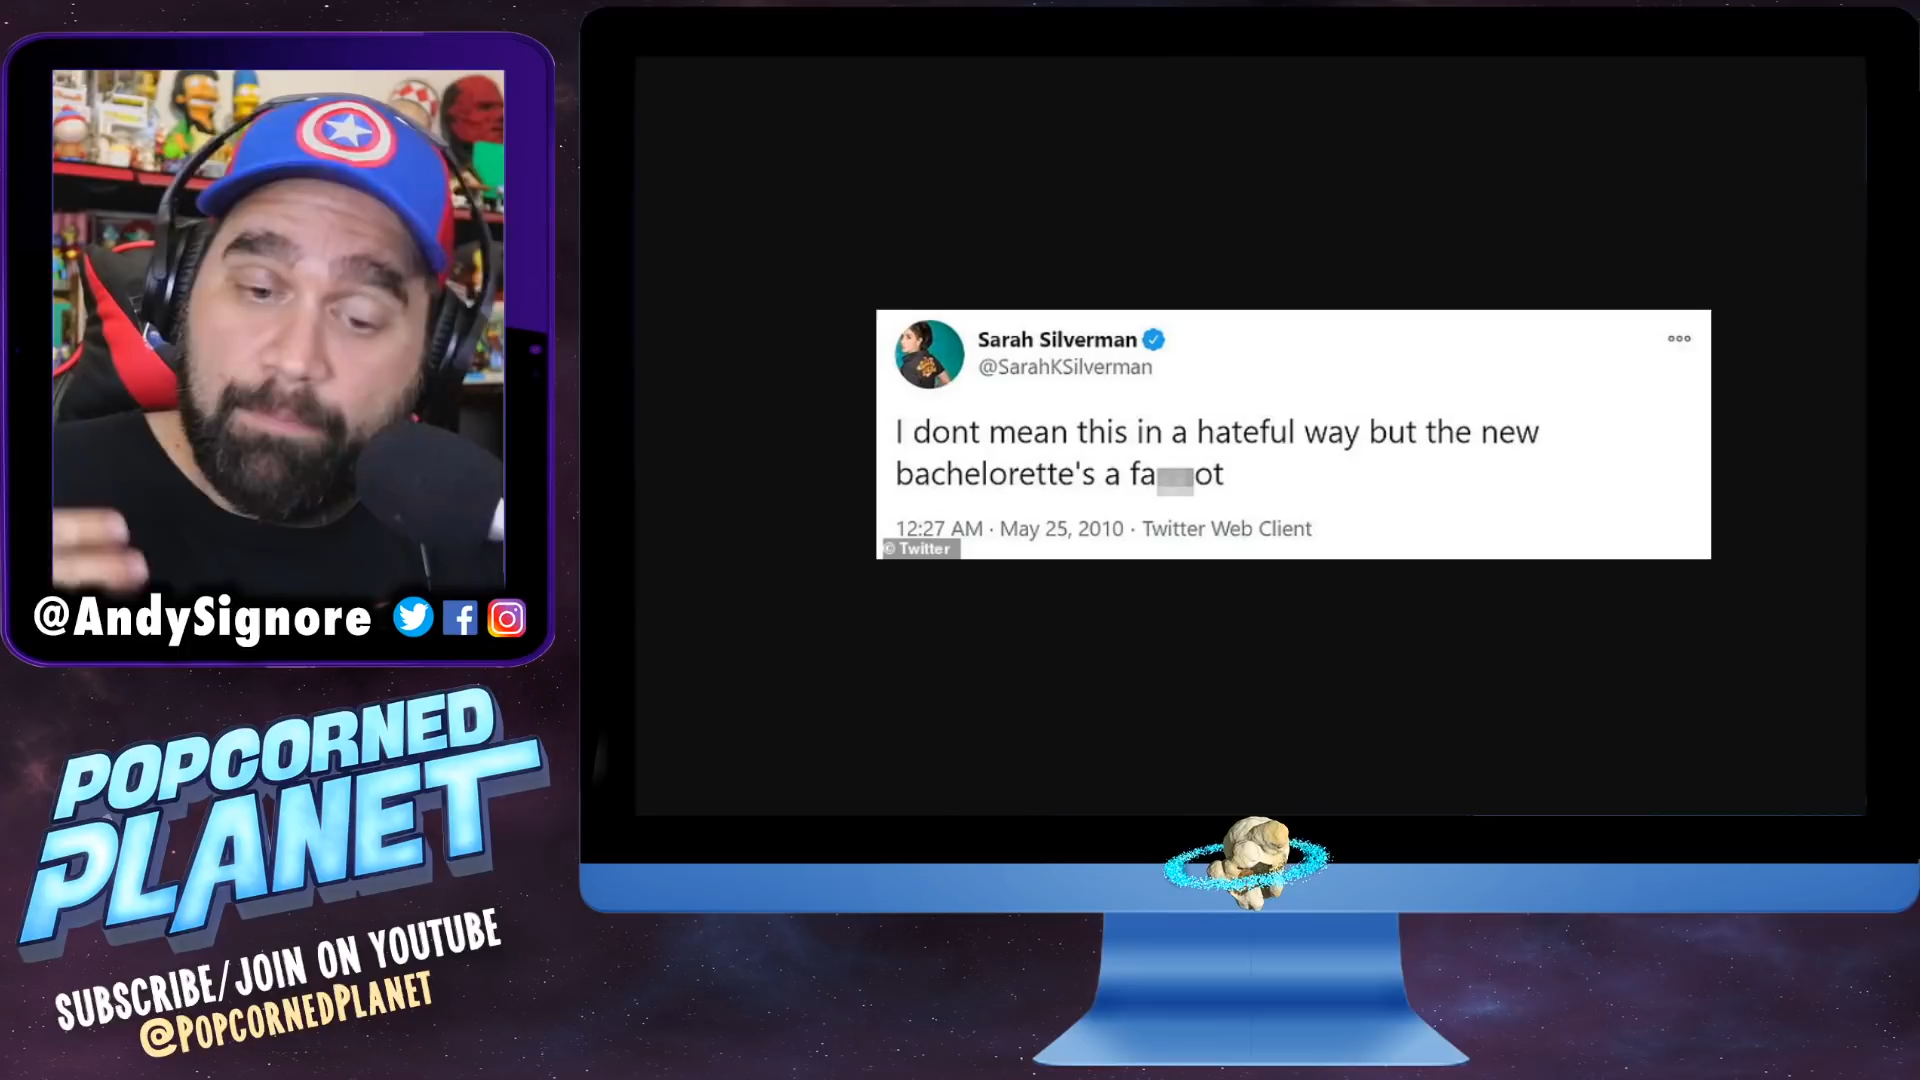 @AndySignore
POPCORNED
PLANET
SUBSCRIBE/JOIN ON YOUTUBE
@POPCORNEDPLANET
Sarah Silverman
@SarahKSilverman
I dont mean this in a hateful way but the new
bachelorette's a fa ot
12:27 AM · May 25, 2010 · Twitter Web Client
© Twitter